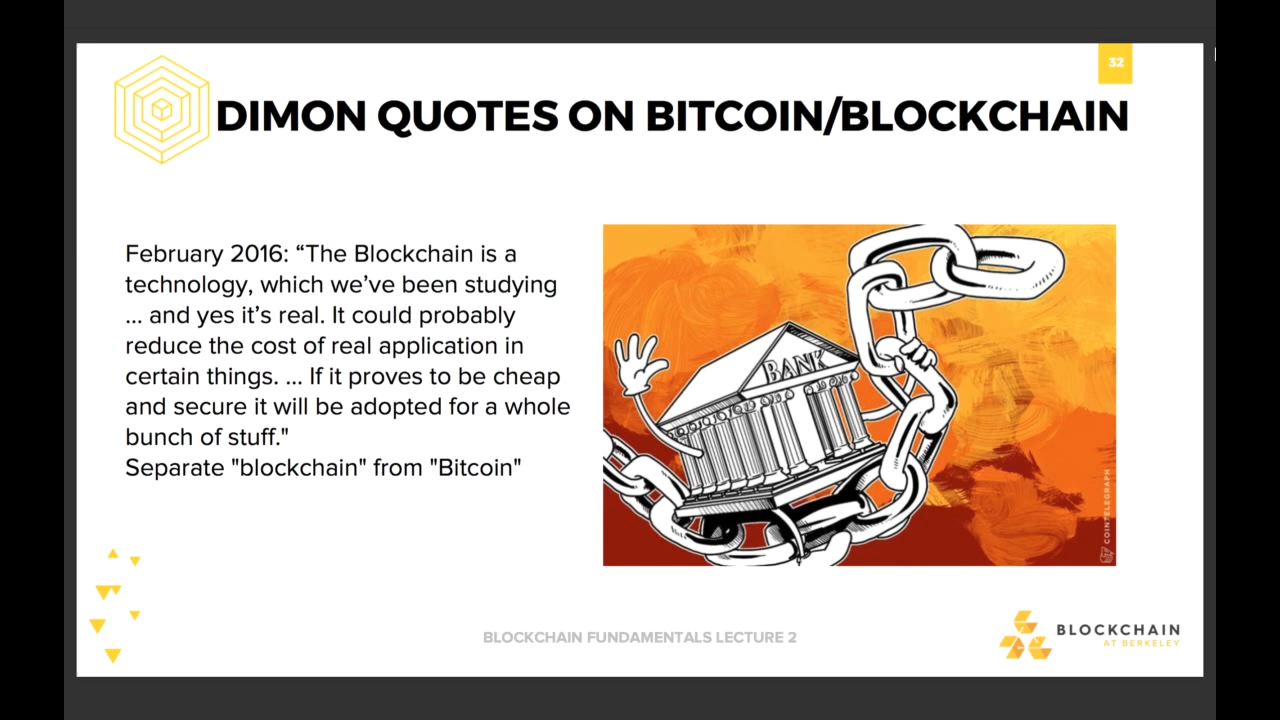 32
DIMON QUOTES ON BITCOIN/BLOCKCHAIN
February 2016: “The Blockchain is a
technology, which we’ve been studying
... and yes it’s real. It could probably
reduce the cost of real application in
certain things. ... If it proves to be cheap
and secure it will be adopted for a whole
bunch of stuff."
Separate "blockchain" from "Bitcoin"
BANK
COINTELEGRAPH
BLOCKCHAIN FUNDAMENTALS LECTURE 2
BLOCKCHAIN
AT BERKELEY